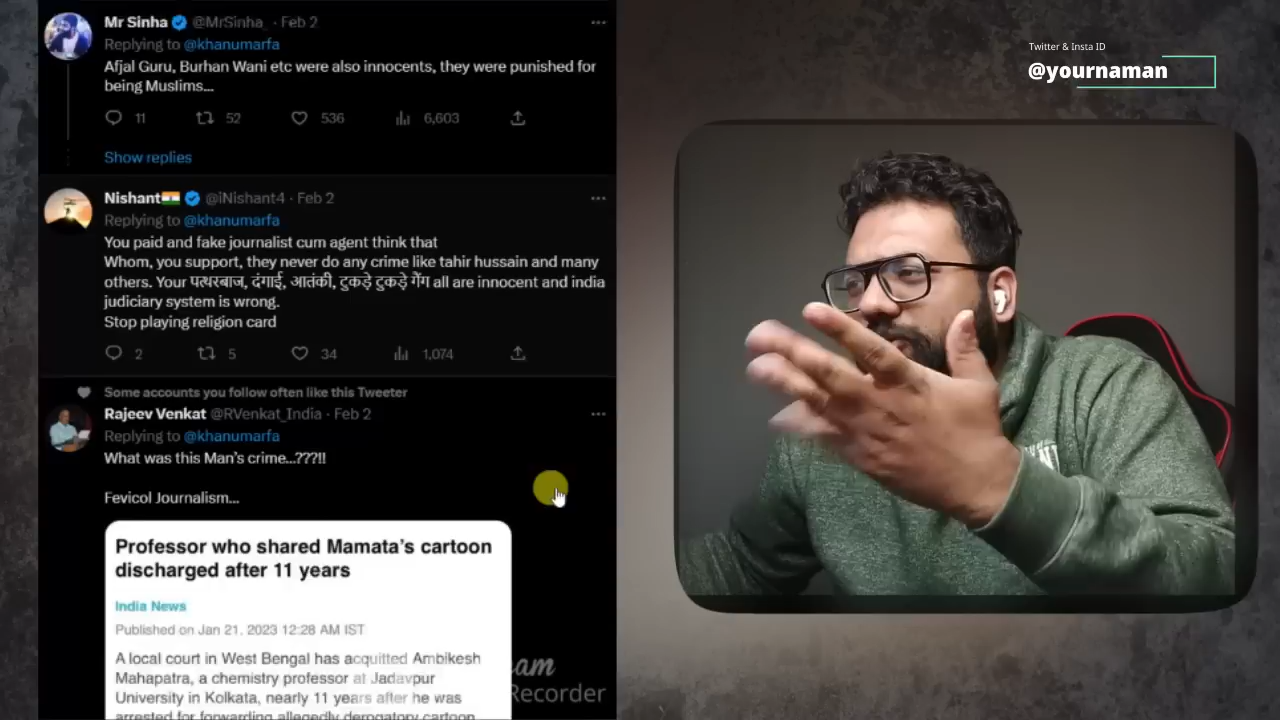 Mr Sinha @MrSinha_ · Feb 2
Replying to @khanumarfa
Afjal Guru, Burhan Wani etc were also innocents, they were punished for
being Muslims...
11 52 536 6,603
Show replies
Nishant @iNishant4 · Feb 2
Replying to @khanumarfa
You paid and fake journalist cum agent think that
Whom, you support, they never do any crime like tahir hussain and many
others. Your पत्थरबाज, दंगाई, आतंकी, टुकड़े टुकड़े गैंग all are innocent and india
judiciary system is wrong.
Stop playing religion card
2 5 34 1,074
Some accounts you follow often like this Tweeter
Rajeev Venkat @RVenkat_India · Feb 2
Replying to @khanumarfa
What was this Man's crime...???!!
Fevicol Journalism...
Professor who shared Mamata's cartoon
discharged after 11 years
India News
Published on Jan 21, 2023 12:28 AM IST
A local court in West Bengal has acquitted Ambikesh
Mahapatra, a chemistry professor at Jadavpur
University in Kolkata, nearly 11 years after he was
arrested for forwarding allegedly derogatory cartoon
Recorder
Twitter & Insta ID
@yournaman